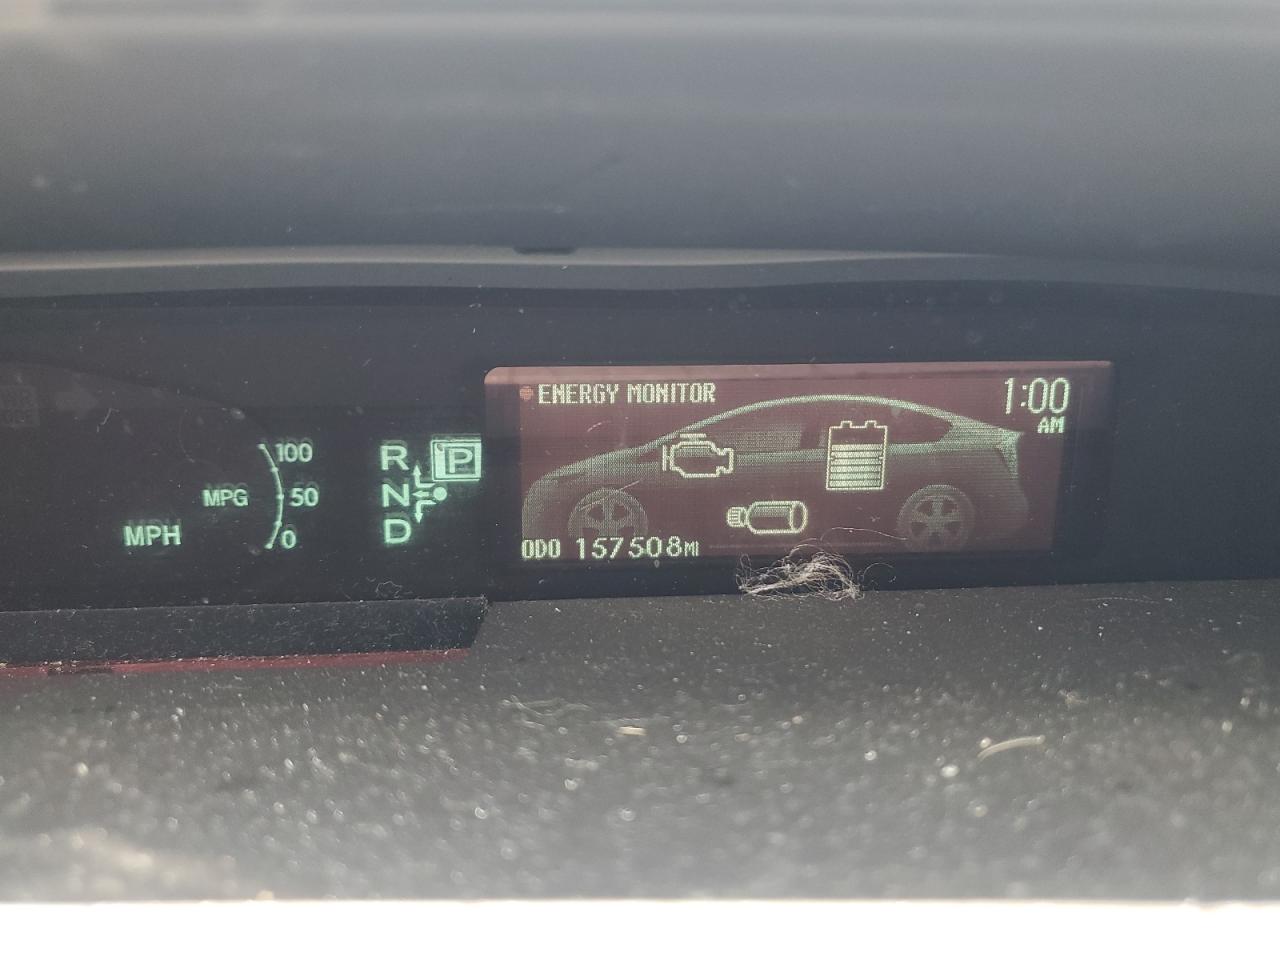 ENERGY MONITOR
1:00
AM
100
MPG
50
0
MPH
R
P
N
D
ODO 157508MI